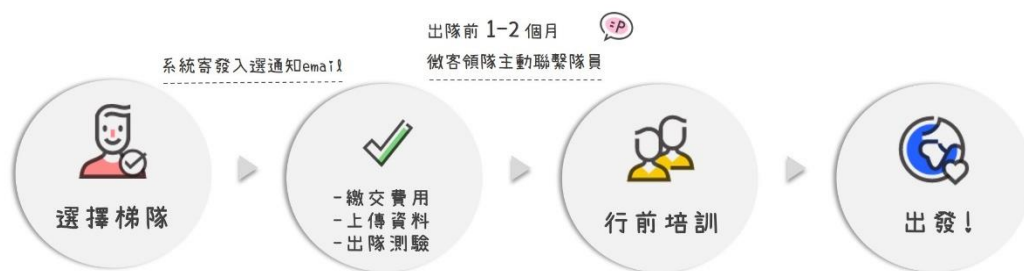 出隊前 1-2 個月
:P
微客領隊主動聯繫隊員
系統寄發入選通知email
選擇梯隊
-繳交費用
-上傳資料
-出隊測驗
行前培訓
出發!